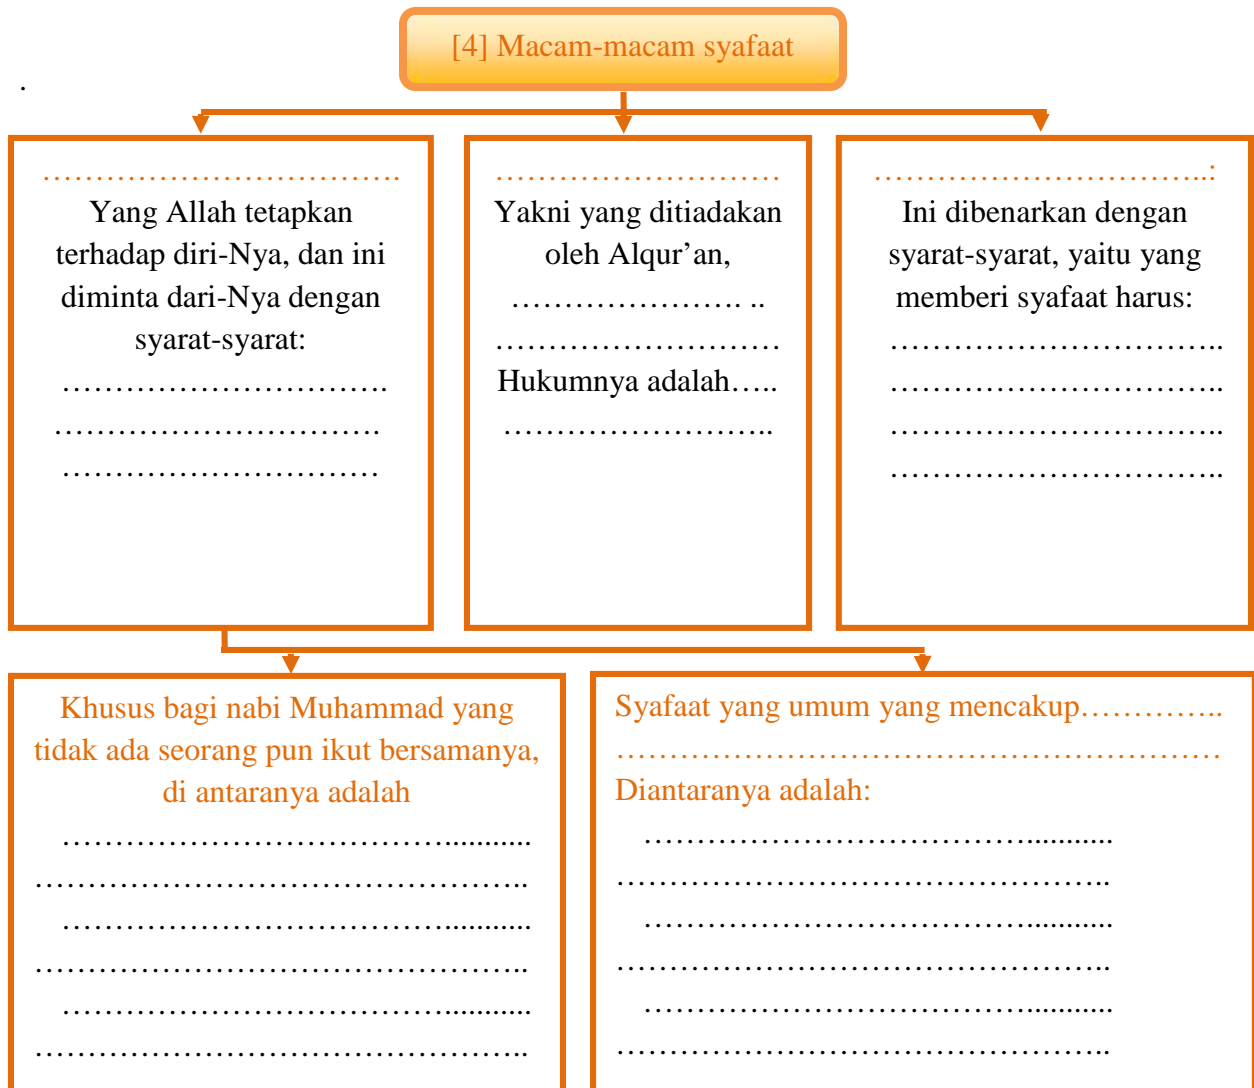 [4] Macam-macam syafaat
.
…………………………….
Yang Allah tetapkan
terhadap diri-Nya, dan ini
diminta dari-Nya dengan
syarat-syarat:
………………………….
………………………….
…………………………
………………………
Yakni yang ditiadakan
oleh Alqur’an,
…………………. ..
………………………
Hukumnya adalah…..
……………………..
…………………………..:
Ini dibenarkan dengan
syarat-syarat, yaitu yang
memberi syafaat harus:
…………………………..
…………………………..
…………………………..
…………………………..
Khusus bagi nabi Muhammad yang
tidak ada seorang pun ikut bersamanya,
di antaranya adalah
………………………………...........
………………………………………..
………………………………...........
………………………………………..
………………………………...........
………………………………………..
Syafaat yang umum yang mencakup…………..
…………………………………………………
Diantaranya adalah:
………………………………...........
………………………………………..
………………………………...........
………………………………………..
………………………………...........
………………………………………..